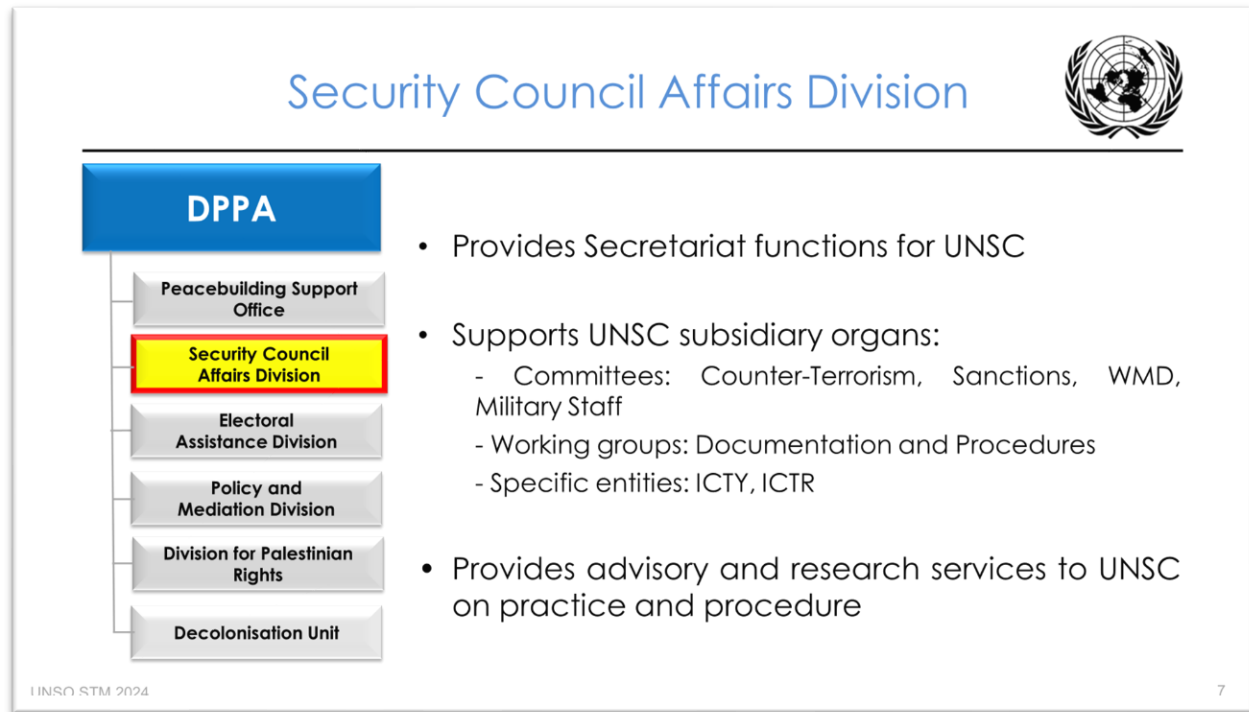 Security Council Affairs Division
DPPA
Peacebuilding Support
Office
Security Council
Affairs Division
Electoral
Assistance Division
Policy and
Mediation Division
Division for Palestinian
Rights
Decolonisation Unit
• Provides Secretariat functions for UNSC
• Supports UNSC subsidiary organs:
- Committees: Counter-Terrorism, Sanctions, WMD,
Military Staff
- Working groups: Documentation and Procedures
- Specific entities: ICTY, ICTR
• Provides advisory and research services to UNSC
on practice and procedure
UNSO STM 2024
7